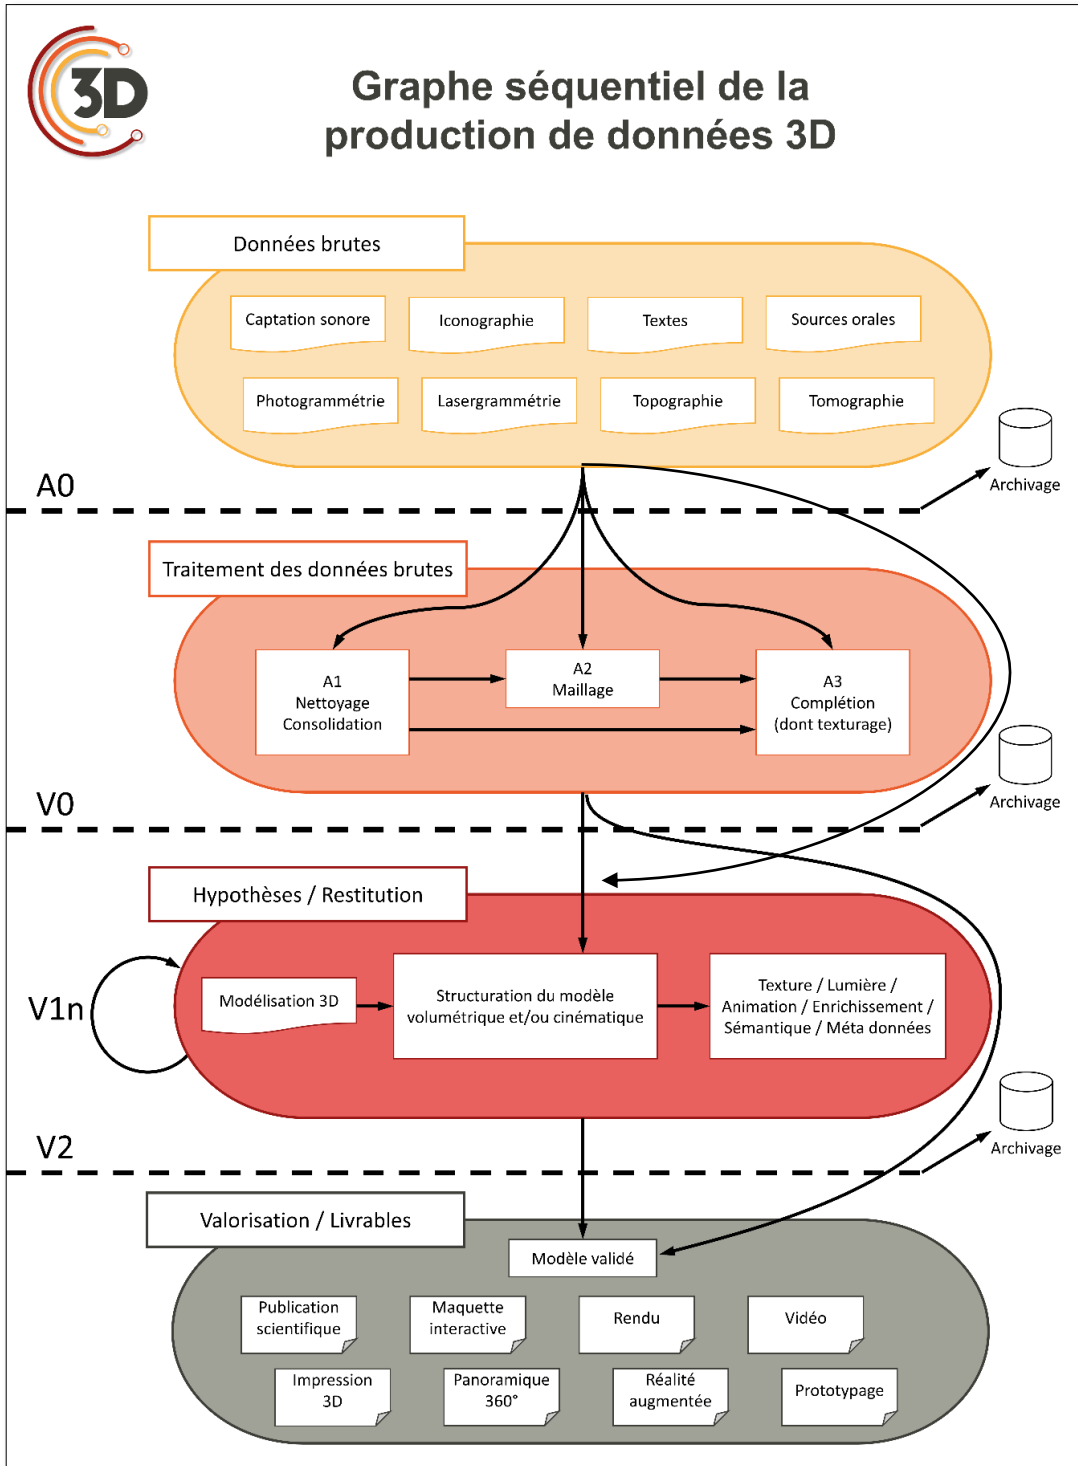 3D
Graphe séquentiel de la
production de données 3D
Données brutes
Captation sonore
Iconographie
Textes
Sources orales
Photogrammétrie
Lasergrammétrie
Topographie
Tomographie
Archivage
A0
Traitement des données brutes
A1
Nettoyage
Consolidation
A2
Maillage
A3
Complétion
(dont texturage)
Archivage
V0
Hypothèses / Restitution
V1n
Modélisation 3D
Structuration du modèle
volumétrique et/ou cinématique
Texture / Lumière /
Animation / Enrichissement /
Sémantique / Méta données
Archivage
V2
Valorisation / Livrables
Modèle validé
Publication
scientifique
Maquette
interactive
Rendu
Vidéo
Impression
3D
Panoramique
360°
Réalité
augmentée
Prototypage